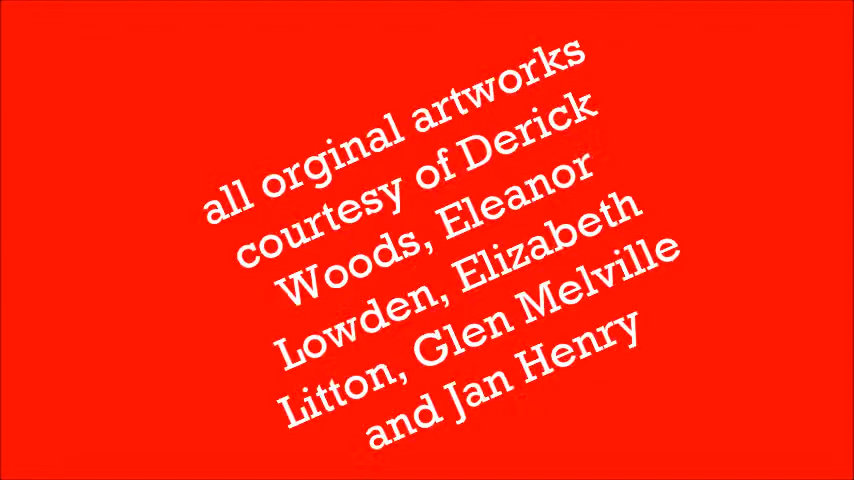 all orginal artworks
courtesy of Derick
Woods, Eleanor
Lowden, Elizabeth
Litton, Glen Melville
and Jan Henry